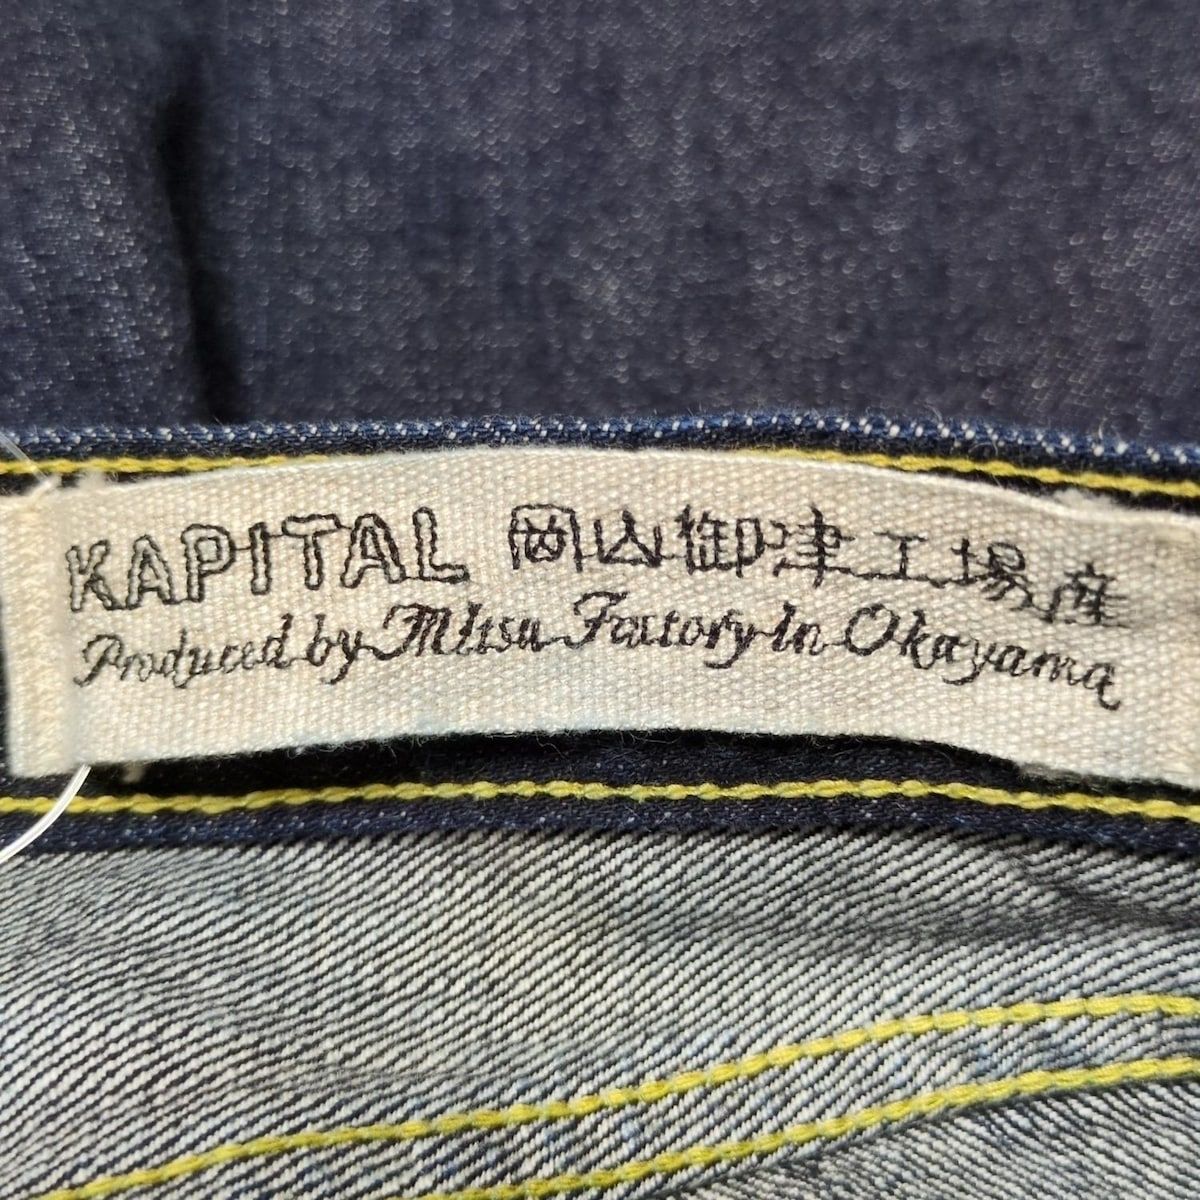 KAPITAL 岡山御津工場産
Produced by Mitsu Factory in Okayama